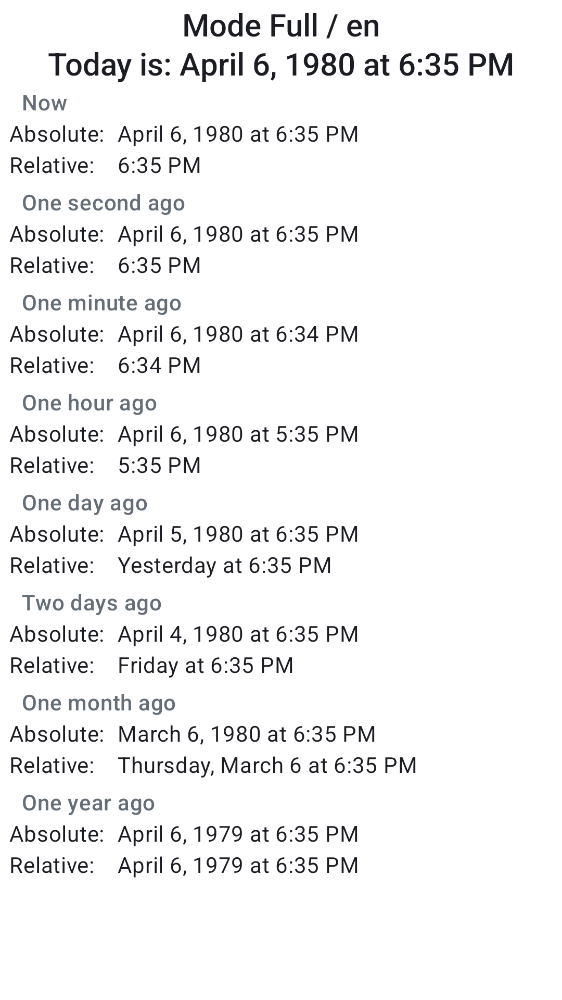 Mode Full / en
Today is: April 6, 1980 at 6:35 PM
Now
Absolute: April 6, 1980 at 6:35 PM
Relative: 6:35 PM
One second ago
Absolute: April 6, 1980 at 6:35 PM
Relative: 6:35 PM
One minute ago
Absolute: April 6, 1980 at 6:34 PM
Relative: 6:34 PM
One hour ago
Absolute: April 6, 1980 at 5:35 PM
Relative: 5:35 PM
One day ago
Absolute: April 5, 1980 at 6:35 PM
Relative: Yesterday at 6:35 PM
Two days ago
Absolute: April 4, 1980 at 6:35 PM
Relative: Friday at 6:35 PM
One month ago
Absolute: March 6, 1980 at 6:35 PM
Relative: Thursday, March 6 at 6:35 PM
One year ago
Absolute: April 6, 1979 at 6:35 PM
Relative: April 6, 1979 at 6:35 PM